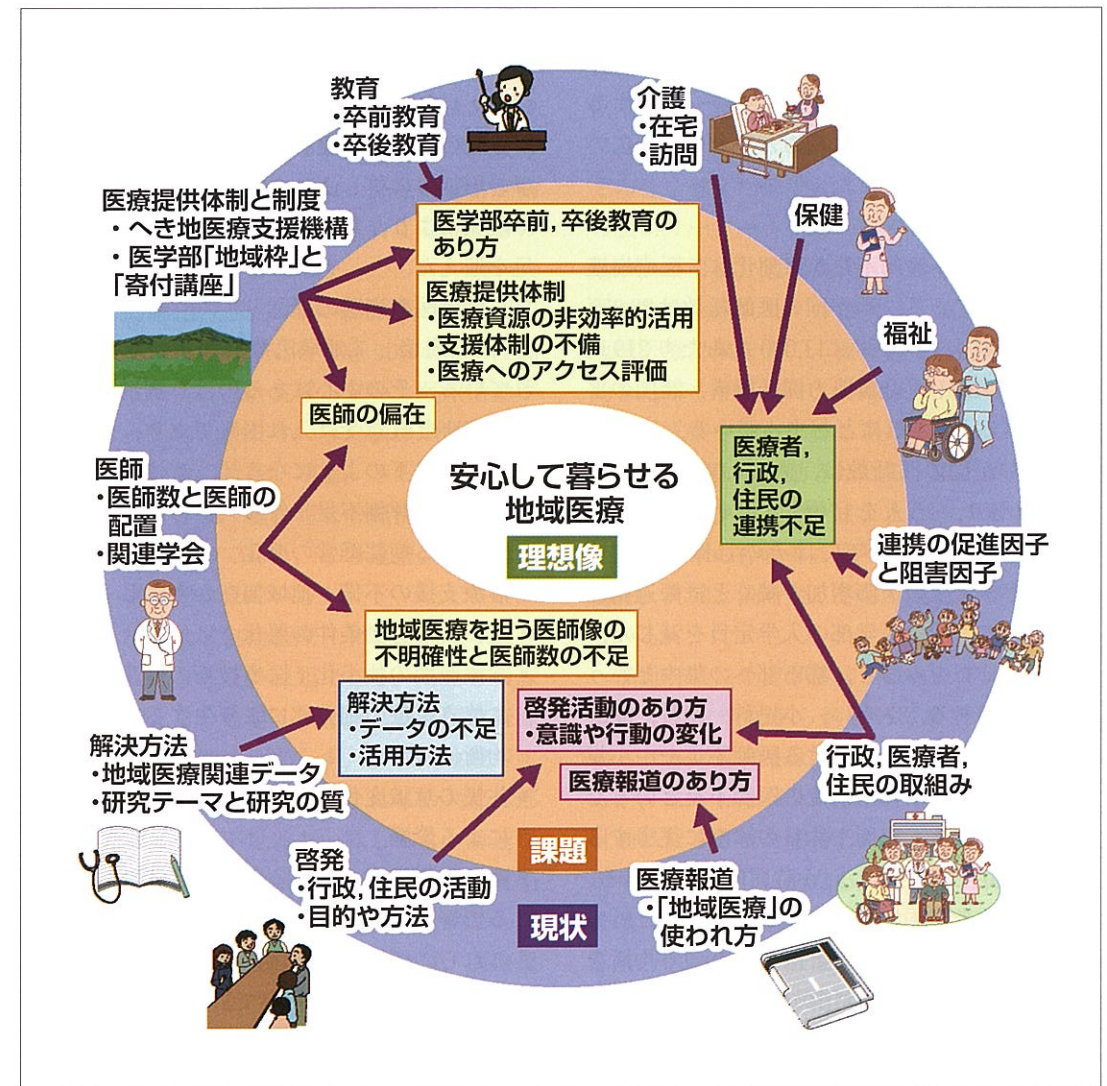 教育
・卒前教育
・卒後教育
介護
・在宅
・訪問
保健
福祉
医療提供体制と制度
・へき地医療支援機構
・医学部「地域枠」と
「寄付講座」
医学部卒前，卒後教育の
あり方
医療提供体制
・医療資源の非効率的活用
・支援体制の不備
・医療へのアクセス評価
医師の偏在
安心して暮らせる
地域医療
理想像
医療者，
行政，
住民の
連携不足
医師
・医師数と医師の
配置
・関連学会
連携の促進因子
と阻害因子
地域医療を担う医師像の
不明確性と医師数の不足
解決方法
・データの不足
・活用方法
啓発活動のあり方
・意識や行動の変化
医療報道のあり方
解決方法
・地域医療関連データ
・研究テーマと研究の質
行政，医療者，
住民の取組み
課題
啓発
・行政，住民の活動
・目的や方法
現状
医療報道
・「地域医療」の
使われ方